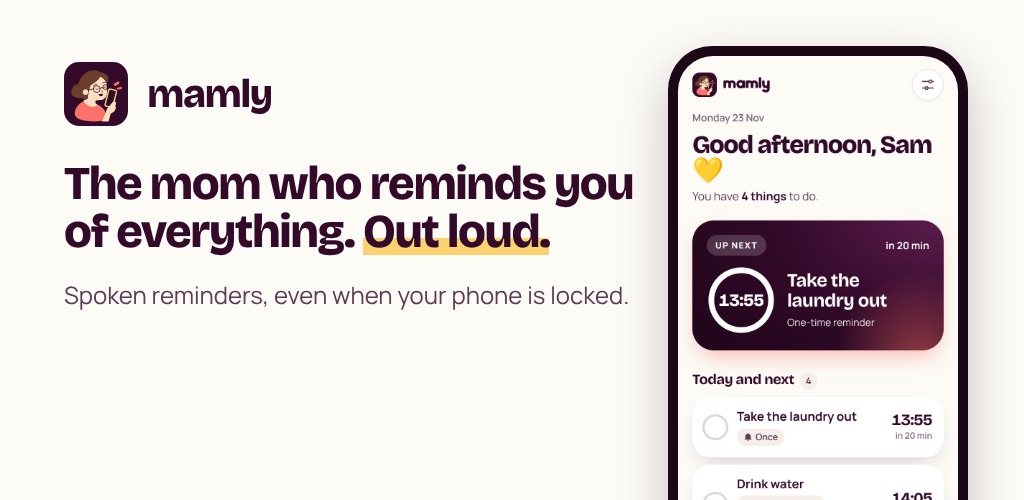 mamly
The mom who reminds you
of everything. Out loud.
Spoken reminders, even when your phone is locked.
mamly
Monday 23 Nov
Good afternoon, Sam
💛
You have 4 things to do.
UP NEXT
in 20 min
13:55
Take the
laundry out
One-time reminder
Today and next 4
Take the laundry out
13:55
Once
in 20 min
Drink water
14:05